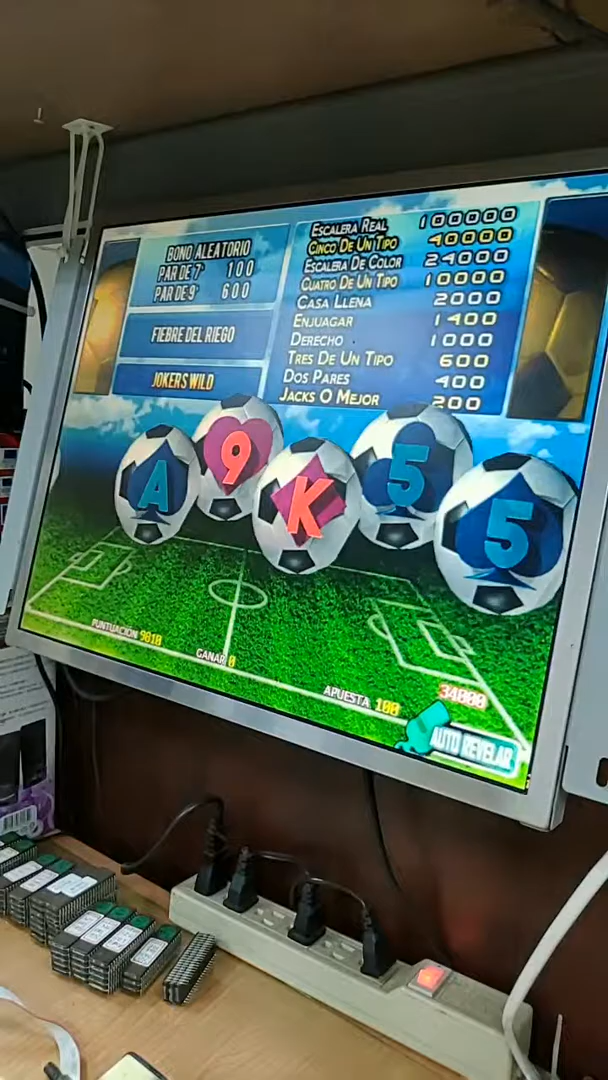 BONO ALEATORIO
PAR DE 7' 100
PAR DE 9' 600
FIEBRE DEL RIEGO
JOKERS WILD
ESCALERA REAL 100000
CINCO DE UN TIPO 40000
ESCALERA DE COLOR 24000
CUATRO DE UN TIPO 10000
CASA LLENA 2000
ENJUAGAR 1400
DERECHO 1000
TRES DE UN TIPO 600
DOS PARES 400
JACKS O MEJOR 200
A 9 K 5 5
PUNTUACION 9010
GANAR 0
APUESTA 100
34000
AUTO REVELAR